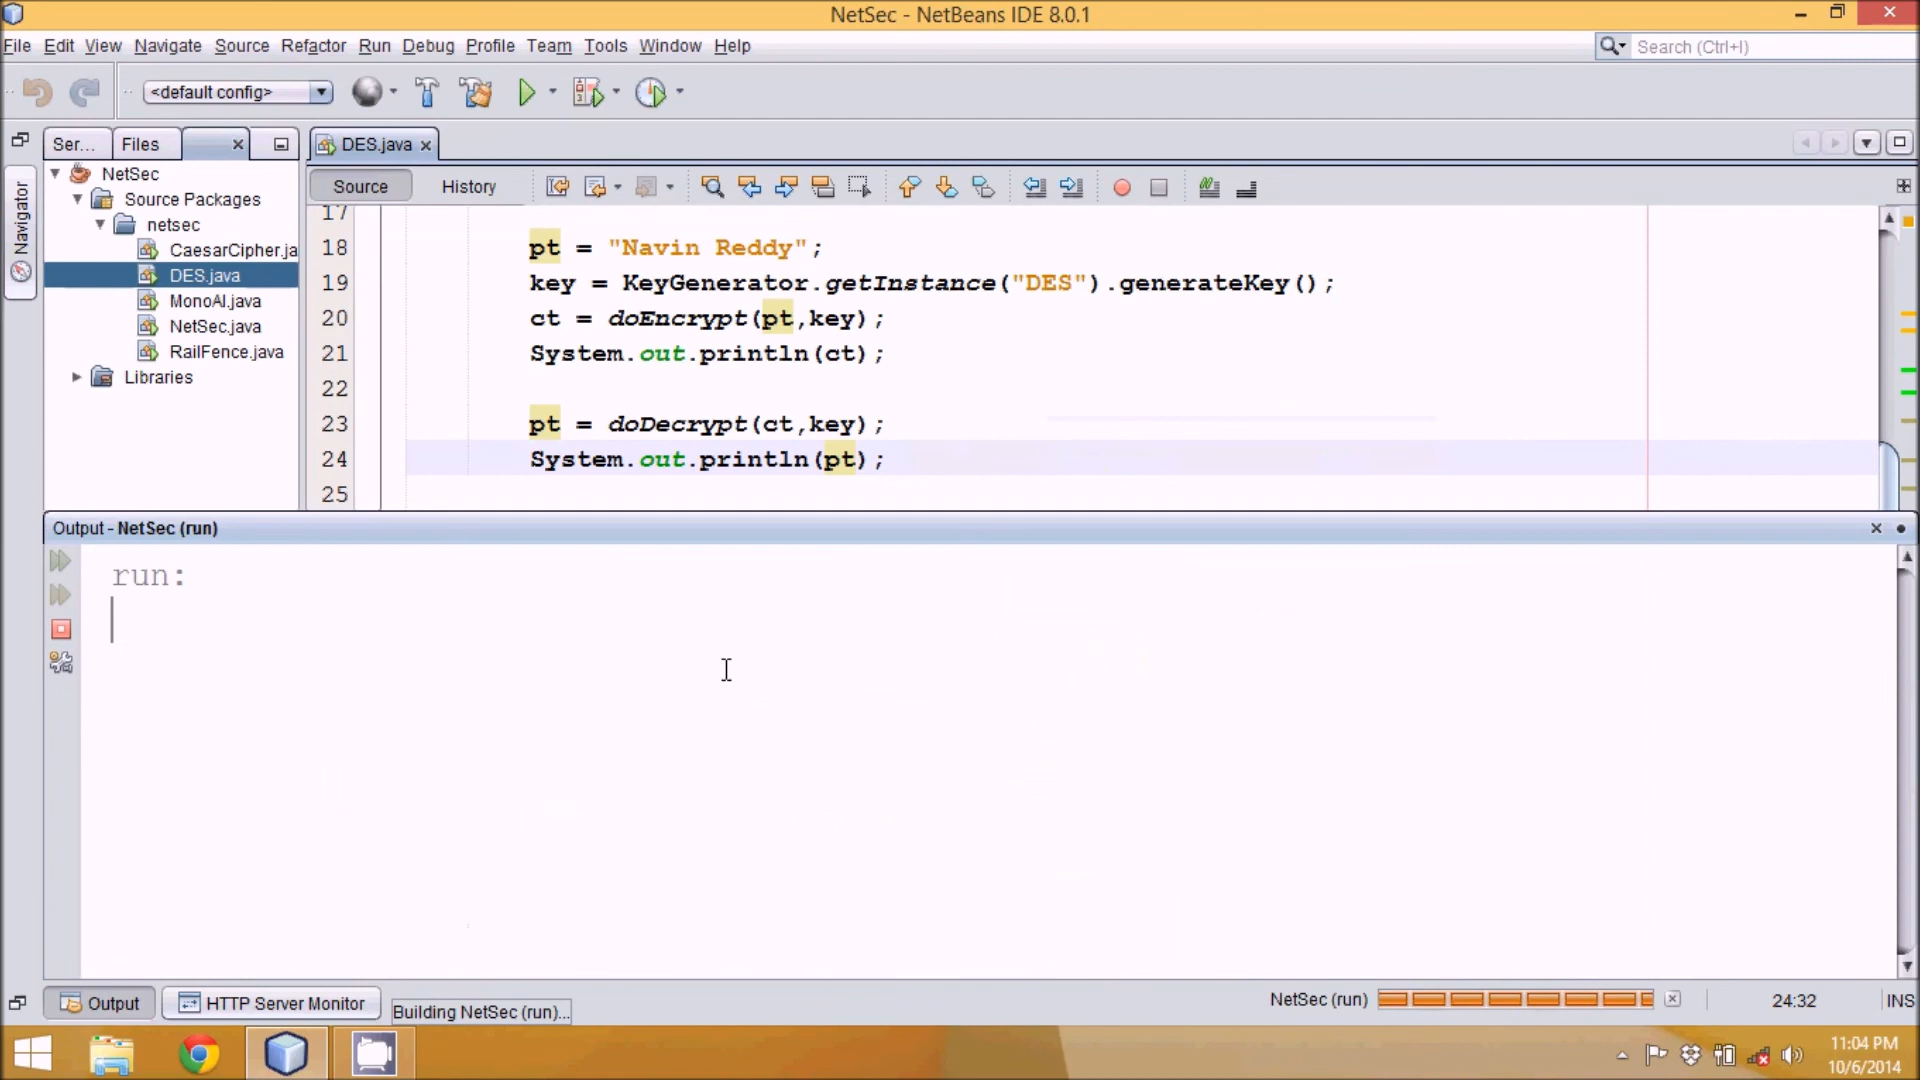 NetSec - NetBeans IDE 8.0.1
File Edit View Navigate Source Refactor Run Debug Profile Team Tools Window Help
Search (Ctrl+I)
<default config>
Ser... Files
DES.java
Navigator
Source History
NetSec
Source Packages
netsec
CaesarCipher.ja
DES.java
MonoAl.java
NetSec.java
RailFence.java
Libraries
17
18 pt = "Navin Reddy";
19 key = KeyGenerator.getInstance("DES").generateKey();
20 ct = doEncrypt(pt,key);
21 System.out.println(ct);
22
23 pt = doDecrypt(ct,key);
24 System.out.println(pt);
25
Output - NetSec (run)
run:
Output HTTP Server Monitor Building NetSec (run)... NetSec (run) 24:32 INS
11:04 PM
10/6/2014